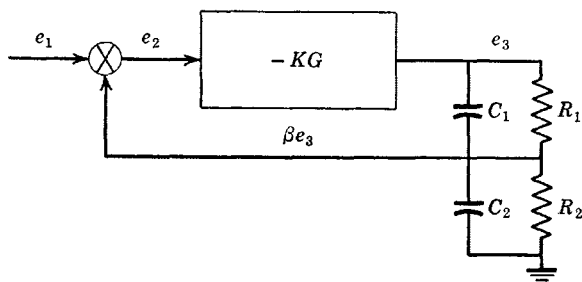 e₁
e₂
−KG
e₃
C₁
R₁
βe₃
C₂
R₂